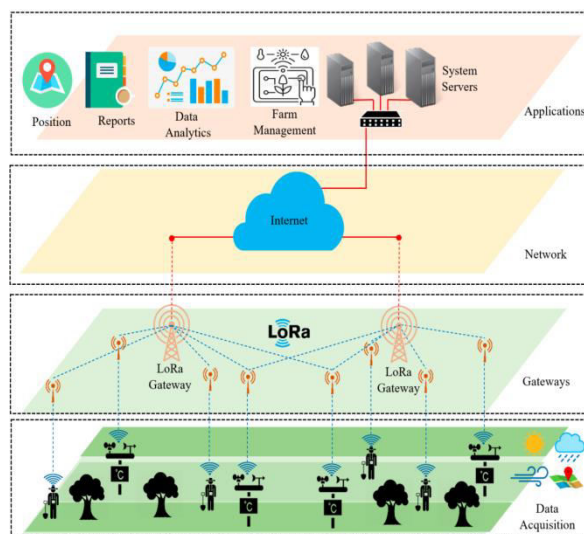 Position
Reports
Data
Analytics
Farm
Management
System
Servers
Applications
Internet
Network
LoRa
LoRa
Gateway
LoRa
Gateway
Gateways
°C
°C
°C
°C
Data
Acquisition